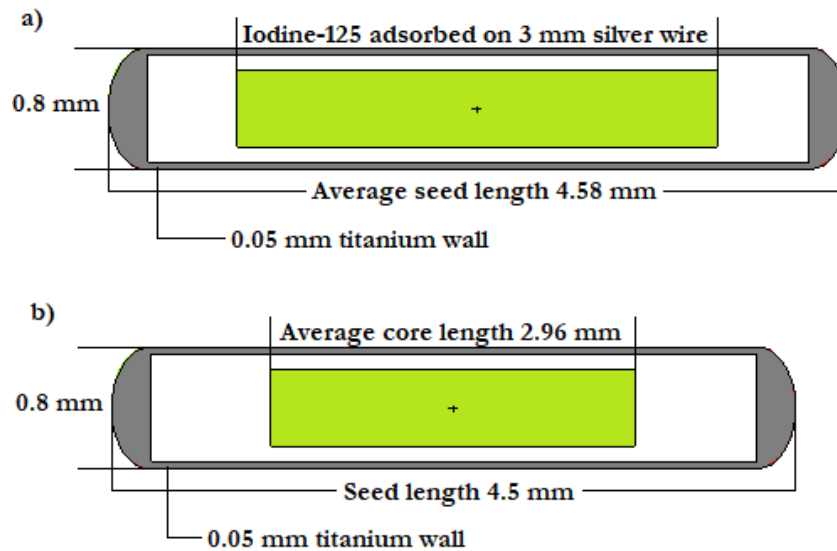 a)
Iodine-125 adsorbed on 3 mm silver wire
0.8 mm
Average seed length 4.58 mm
0.05 mm titanium wall
b)
Average core length 2.96 mm
0.8 mm
Seed length 4.5 mm
0.05 mm titanium wall